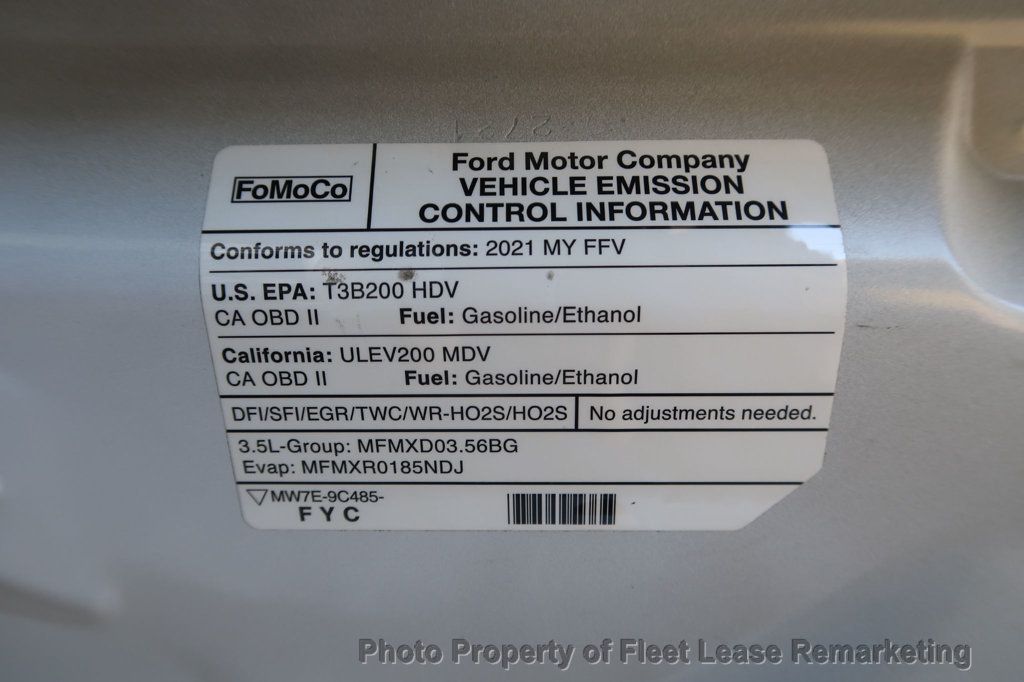 FoMoCo
Ford Motor Company
VEHICLE EMISSION
CONTROL INFORMATION
Conforms to regulations: 2021 MY FFV
U.S. EPA: T3B200 HDV
CA OBD II Fuel: Gasoline/Ethanol
California: ULEV200 MDV
CA OBD II Fuel: Gasoline/Ethanol
DFI/SFI/EGR/TWC/WR-HO2S/HO2S No adjustments needed.
3.5L-Group: MFMXD03.56BG
Evap: MFMXR0185NDJ
MW7E-9C485-
F Y C
Photo Property of Fleet Lease Remarketing